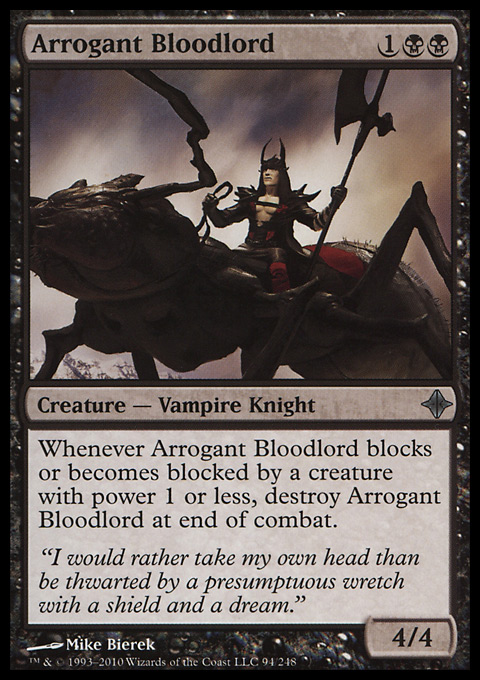 Arrogant Bloodlord 1
Creature — Vampire Knight
Whenever Arrogant Bloodlord blocks
or becomes blocked by a creature
with power 1 or less, destroy Arrogant
Bloodlord at end of combat.
“I would rather take my own head than
be thwarted by a presumptuous wretch
with a shield and a dream.”
Mike Bierek
4/4
™ & © 1993–2010 Wizards of the Coast LLC 94/248